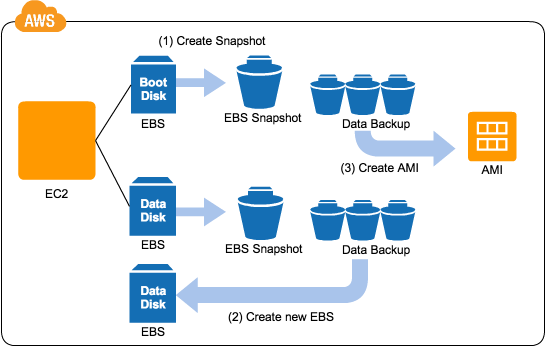 AWS
(1) Create Snapshot
Boot
Disk
EBS
EBS Snapshot
Data Backup
(3) Create AMI
AMI
EC2
Data
Disk
EBS
EBS Snapshot
Data Backup
Data
Disk
EBS
(2) Create new EBS